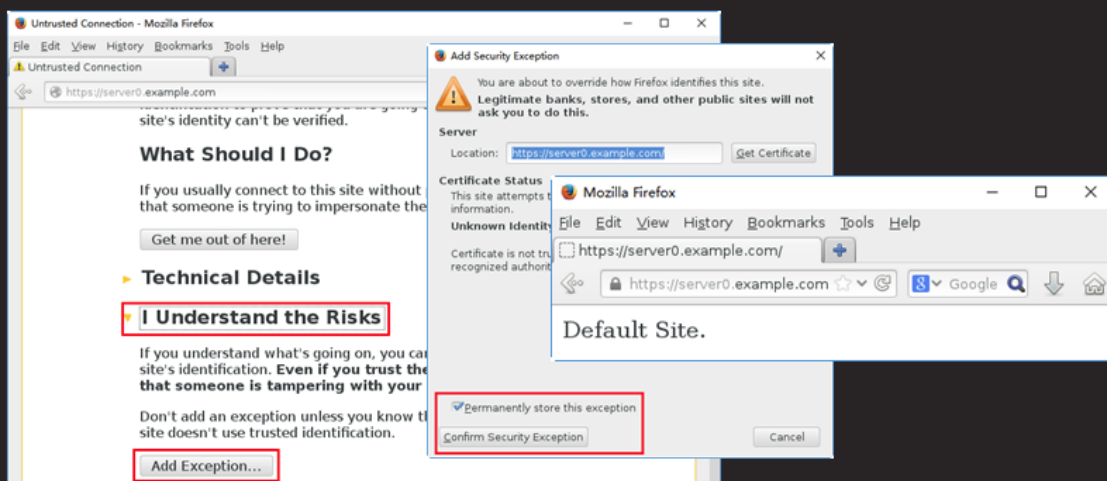 Untrusted Connection - Mozilla Firefox
File Edit View History Bookmarks Tools Help
Untrusted Connection
https://server0.example.com
site's identity can't be verified.
What Should I Do?
If you usually connect to this site without
that someone is trying to impersonate the
Get me out of here!
Technical Details
I Understand the Risks
If you understand what's going on, you can
site's identification. Even if you trust the
that someone is tampering with your
Don't add an exception unless you know
site doesn't use trusted identification.
Add Exception...
Add Security Exception
You are about to override how Firefox identifies this site.
Legitimate banks, stores, and other public sites will not
ask you to do this.
Server
Location: https://server0.example.com/ Get Certificate
Certificate Status
This site attempts
information.
Unknown Identity
Certificate is not
recognized
Permanently store this exception
Confirm Security Exception Cancel
Mozilla Firefox
File Edit View History Bookmarks Tools Help
https://server0.example.com/
https://server0.example.com Google
Default Site.